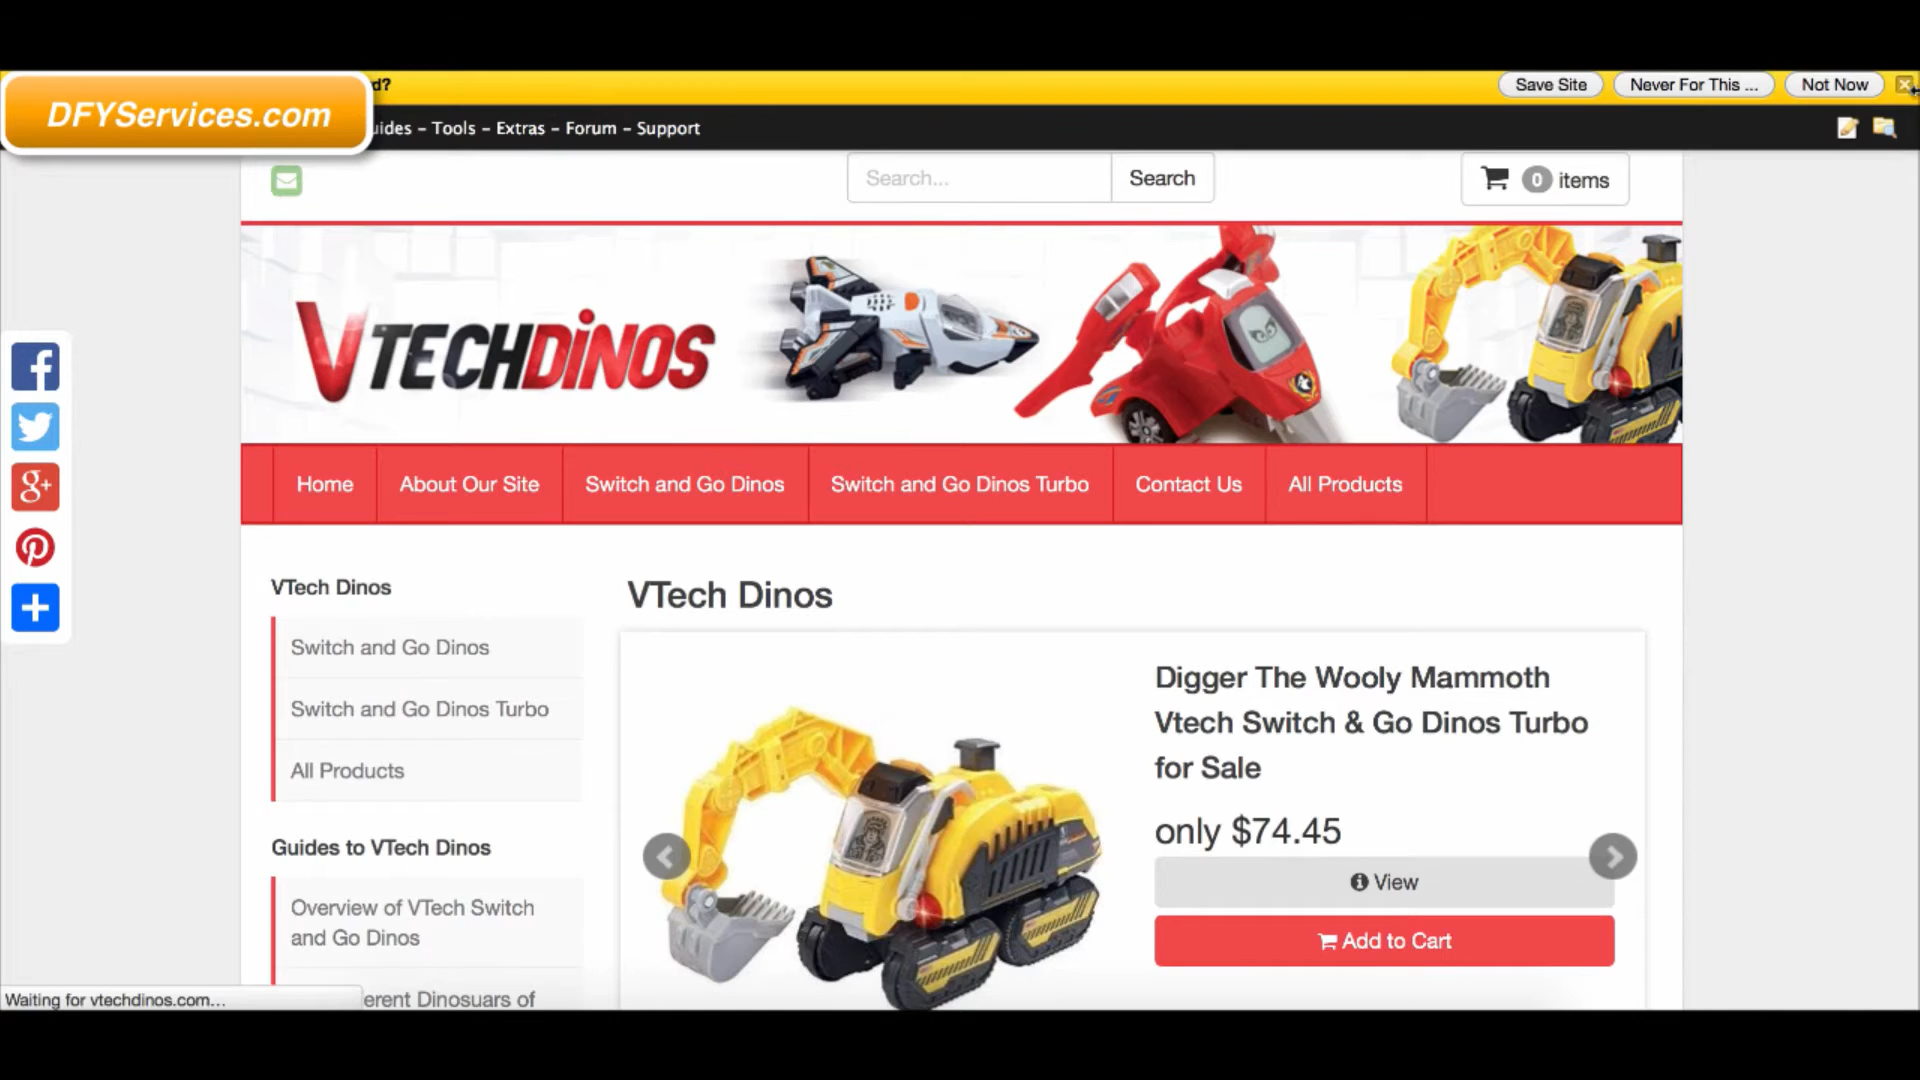 d?
Save Site
Never For This ...
Not Now
DFYServices.com
uides – Tools – Extras – Forum – Support
Search...
Search
0 items
VTECHDiNOS
Home
About Our Site
Switch and Go Dinos
Switch and Go Dinos Turbo
Contact Us
All Products
VTech Dinos
Switch and Go Dinos
Switch and Go Dinos Turbo
All Products
Guides to VTech Dinos
Overview of VTech Switch
and Go Dinos
erent Dinosuars of
VTech Dinos
Digger The Wooly Mammoth
Vtech Switch & Go Dinos Turbo
for Sale
only $74.45
View
Add to Cart
Waiting for vtechdinos.com...